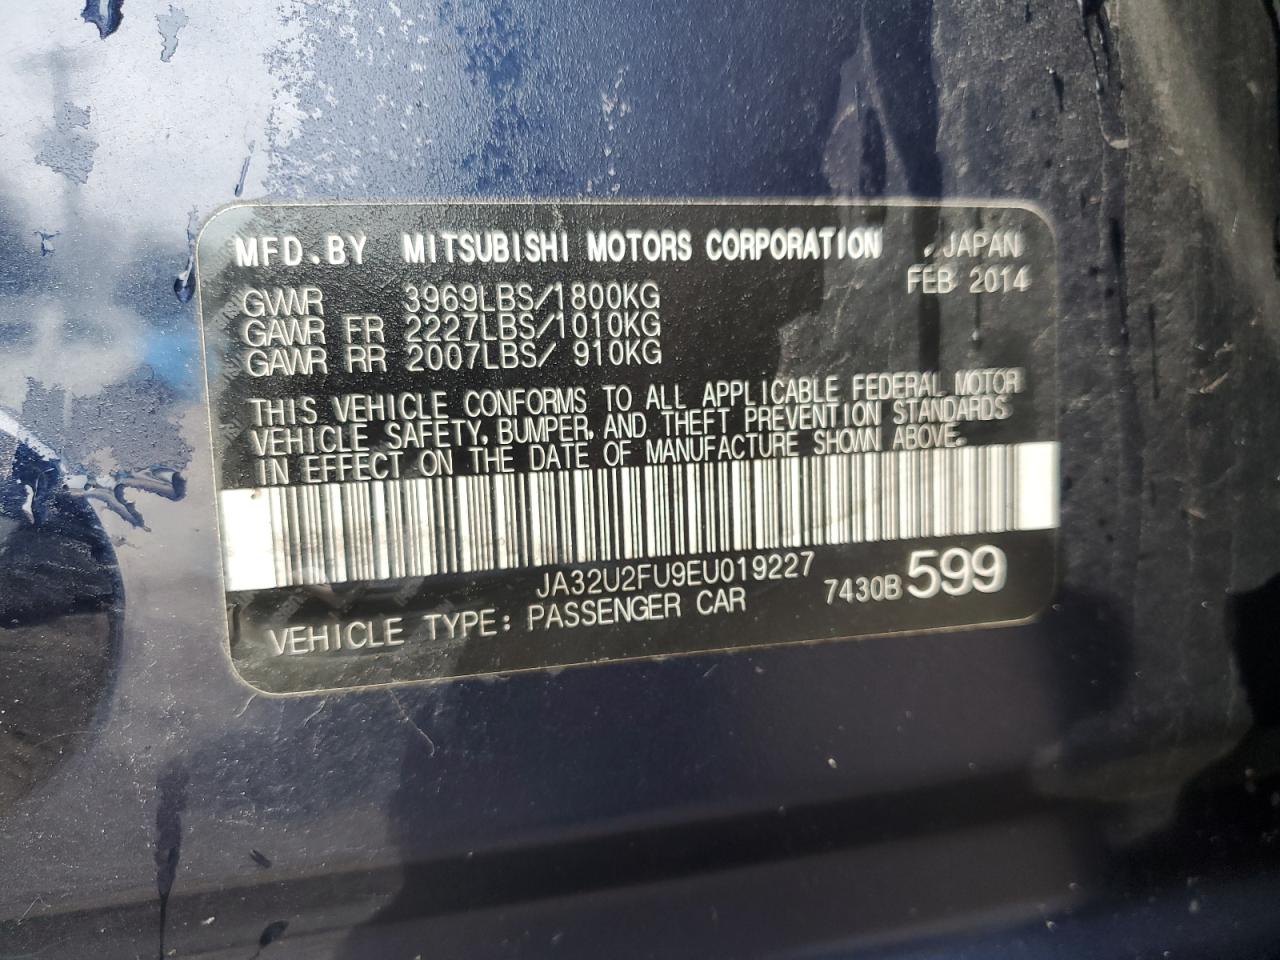 MFD.BY MITSUBISHI MOTORS CORPORATION , JAPAN
FEB 2014
GVWR 3969LBS/1800KG
GAWR FR 2227LBS/1010KG
GAWR RR 2007LBS/ 910KG
THIS VEHICLE CONFORMS TO ALL APPLICABLE FEDERAL MOTOR
VEHICLE SAFETY, BUMPER, AND THEFT PREVENTION STANDARDS
IN EFFECT ON THE DATE OF MANUFACTURE SHOWN ABOVE.
JA32U2FU9EU019227
VEHICLE TYPE: PASSENGER CAR 7430B 599